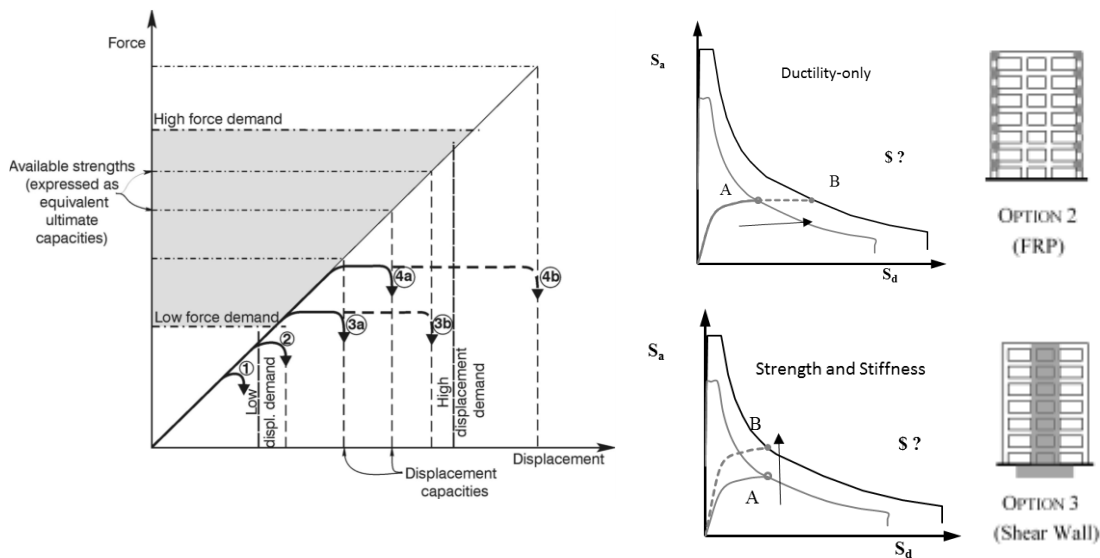 Force
High force demand
Available strengths
(expressed as
equivalent
ultimate
capacities)
Low force demand
1
2
3a
3b
4a
4b
Low
displ. demand
High
displacement
demand
Displacement
Displacement
capacities
Sa
Ductility-only
$ ?
A
B
Sd
OPTION 2
(FRP)
Sa
Strength and Stiffness
B
$ ?
A
Sd
OPTION 3
(Shear Wall)